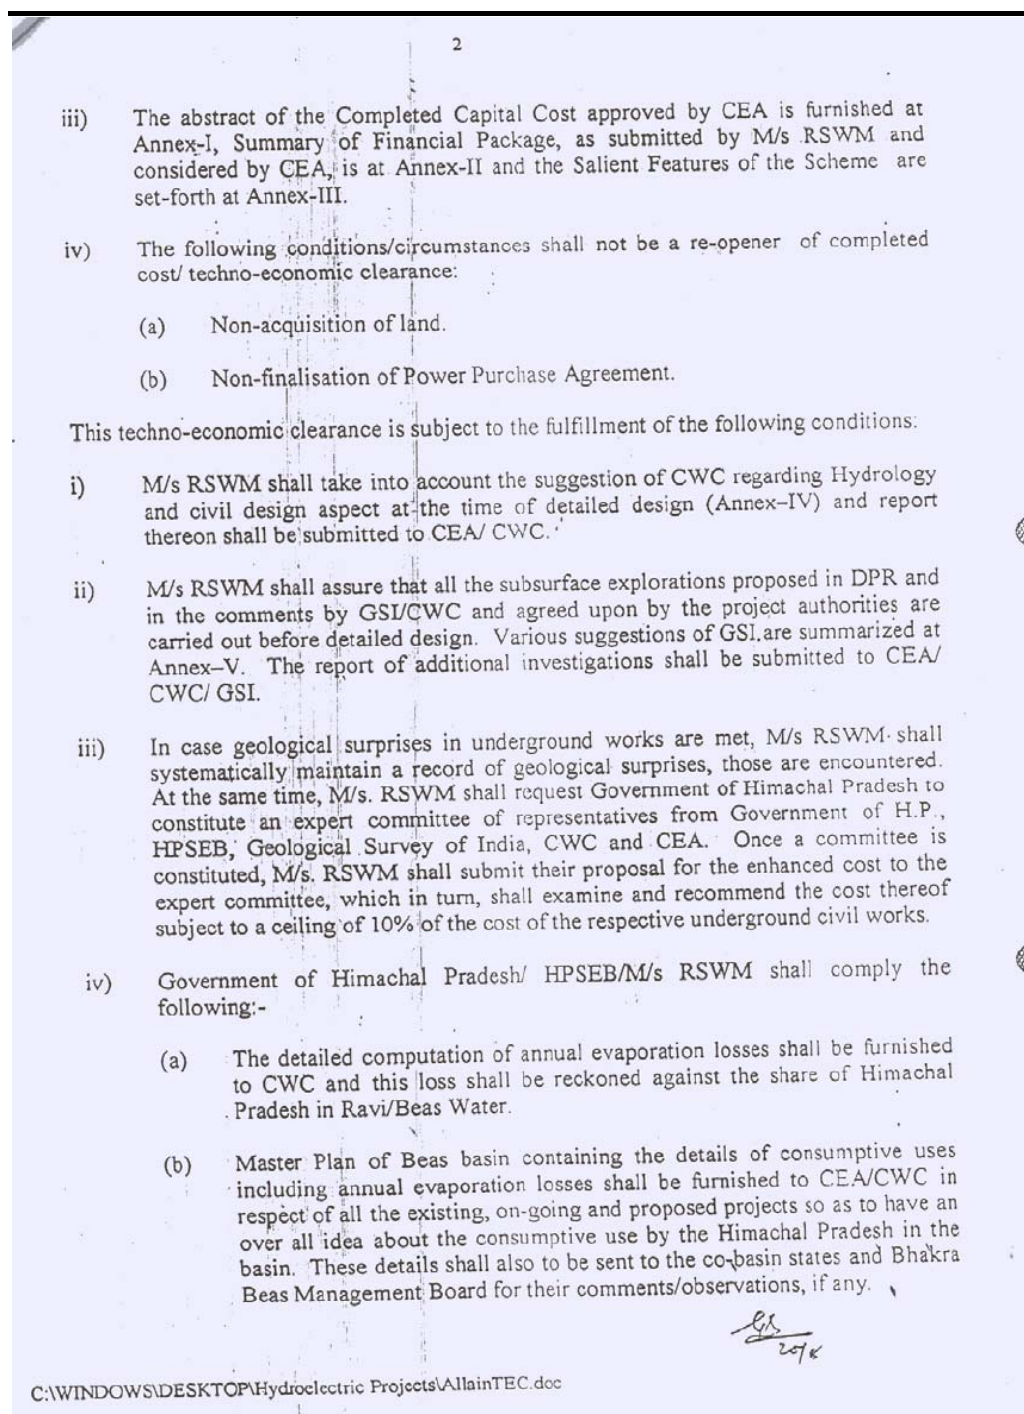 2
iii) The abstract of the Completed Capital Cost approved by CEA is furnished at
Annex-I, Summary of Financial Package, as submitted by M/s RSWM and
considered by CEA, is at Annex-II and the Salient Features of the Scheme are
set-forth at Annex-III.
iv) The following conditions/circumstances shall not be a re-opener of completed
cost/ techno-economic clearance:
(a) Non-acquisition of land.
(b) Non-finalisation of Power Purchase Agreement.
This techno-economic clearance is subject to the fulfillment of the following conditions:
i) M/s RSWM shall take into account the suggestion of CWC regarding Hydrology
and civil design aspect at the time of detailed design (Annex-IV) and report
thereon shall be submitted to CEA/ CWC.
ii) M/s RSWM shall assure that all the subsurface explorations proposed in DPR and
in the comments by GSI/CWC and agreed upon by the project authorities are
carried out before detailed design. Various suggestions of GSI are summarized at
Annex–V. The report of additional investigations shall be submitted to CEA/
CWC/ GSI.
iii) In case geological surprises in underground works are met, M/s RSWM shall
systematically maintain a record of geological surprises, those are encountered.
At the same time, M/s. RSWM shall request Government of Himachal Pradesh to
constitute an expert committee of representatives from Government of H.P.,
HPSEB, Geological Survey of India, CWC and CEA. Once a committee is
constituted, M/s. RSWM shall submit their proposal for the enhanced cost to the
expert committee, which in turn, shall examine and recommend the cost thereof
subject to a ceiling of 10% of the cost of the respective underground civil works.
iv) Government of Himachal Pradesh/ HPSEB/M/s RSWM shall comply the
following:-
(a) The detailed computation of annual evaporation losses shall be furnished
to CWC and this loss shall be reckoned against the share of Himachal
Pradesh in Ravi/Beas Water.
(b) Master Plan of Beas basin containing the details of consumptive uses
including annual evaporation losses shall be furnished to CEA/CWC in
respect of all the existing, on-going and proposed projects so as to have an
over all idea about the consumptive use by the Himachal Pradesh in the
basin. These details shall also to be sent to the co-basin states and Bhakra
Beas Management Board for their comments/observations, if any.
C:\WINDOWS\DESKTOP\Hydroelectric Projects\AllainTEC.doc